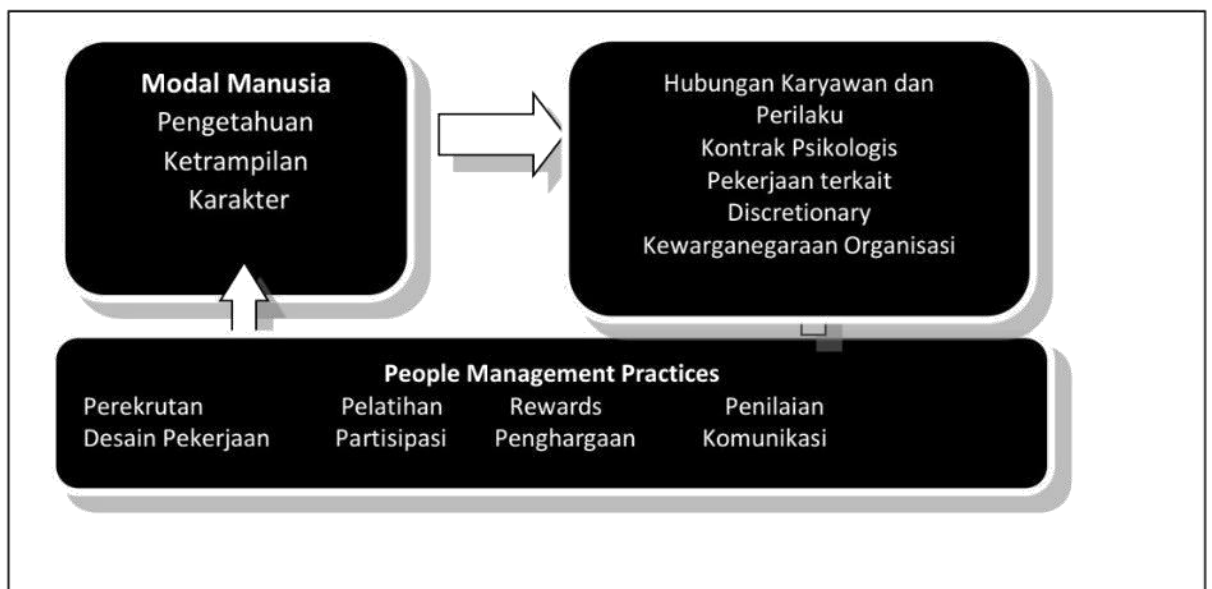 Modal Manusia
Pengetahuan
Ketrampilan
Karakter
Hubungan Karyawan dan
Perilaku
Kontrak Psikologis
Pekerjaan terkait
Discretionary
Kewarganegaraan Organisasi
People Management Practices
Perekrutan Pelatihan Rewards Penilaian
Desain Pekerjaan Partisipasi Penghargaan Komunikasi